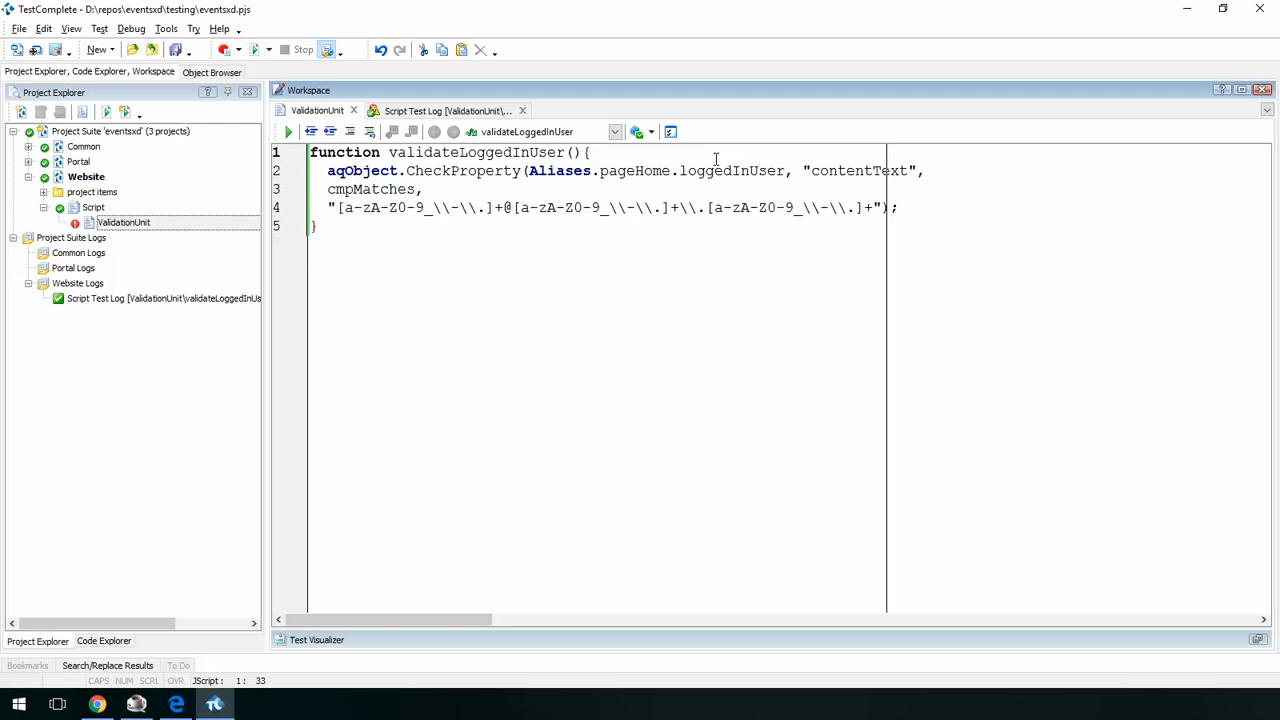 TestComplete - D:\repos\eventsxd\testing\eventsxd.pjs
File Edit View Test Debug Tools Try Help
New Stop
Project Explorer, Code Explorer, Workspace Object Browser
Project Explorer
Project Suite 'eventsxd' (3 projects)
Common
Portal
Website
project items
Script
ValidationUnit
Project Suite Logs
Common Logs
Portal Logs
Website Logs
Script Test Log [ValidationUnit\validateLoggedInUs
Project Explorer Code Explorer
Workspace
ValidationUnit Script Test Log [ValidationUnit\...
validateLoggedInUser
1 function validateLoggedInUser(){
2 aqObject.CheckProperty(Aliases.pageHome.loggedInUser, "contentText",
3 cmpMatches,
4 "[a-zA-Z0-9_\\-\\.]+@[a-zA-Z0-9_\\-\\.]+\\.[a-zA-Z0-9_\\-\\.]+");
5 }
Test Visualizer
Bookmarks Search/Replace Results To Do
CAPS NUM SCRL OVR JScript : 1: 33